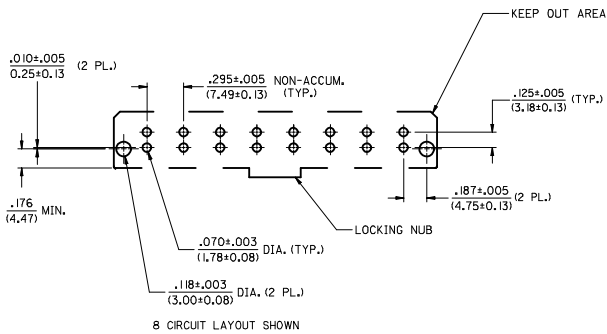 KEEP OUT AREA
.010±.005 (2 PL.)
0.25±0.13
.295±.005 NON-ACCUM.
(7.49±0.13) (TYP.)
.125±.005 (TYP.)
(3.18±0.13)
.176 MIN.
(4.47)
.187±.005 (2 PL.)
(4.75±0.13)
LOCKING NUB
.070±.003 DIA. (TYP.)
(1.78±0.08)
.118±.003 DIA. (2 PL.)
(3.00±0.08)
8 CIRCUIT LAYOUT SHOWN